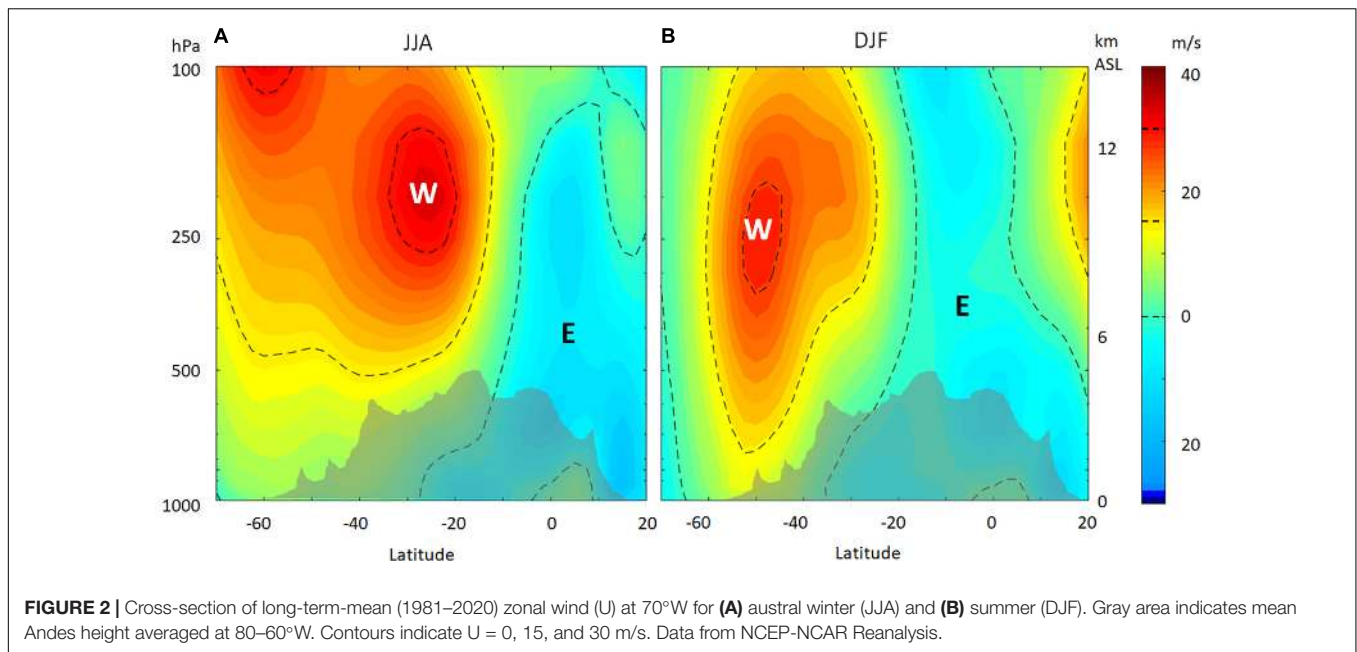 A
JJA
B
DJF
hPa
km
ASL
m/s
100
250
500
1000
W
E
W
E
12
6
0
40
20
0
20
-60
-40
-20
0
20
-60
-40
-20
0
20
Latitude
Latitude
FIGURE 2 | Cross-section of long-term-mean (1981–2020) zonal wind (U) at 70°W for (A) austral winter (JJA) and (B) summer (DJF). Gray area indicates mean
Andes height averaged at 80–60°W. Contours indicate U = 0, 15, and 30 m/s. Data from NCEP-NCAR Reanalysis.